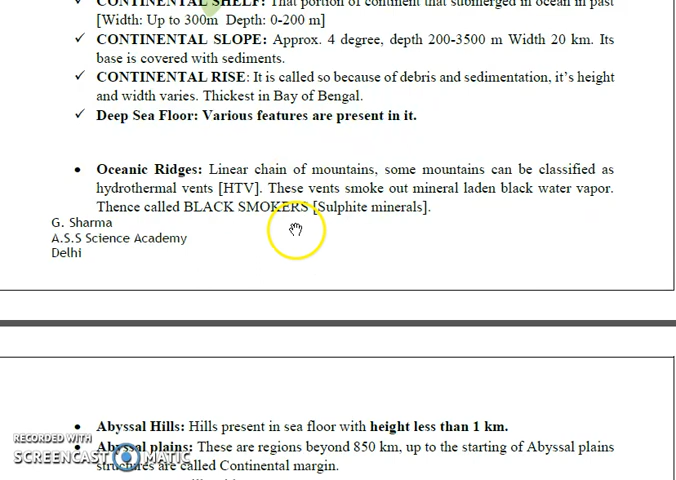 CONTINENTAL SHELF: That portion of continent that submerged in ocean in past
[Width: Up to 300m Depth: 0-200 m]
✓ CONTINENTAL SLOPE: Approx. 4 degree, depth 200-3500 m Width 20 km. Its
base is covered with sediments.
✓ CONTINENTAL RISE: It is called so because of debris and sedimentation, it's height
and width varies. Thickest in Bay of Bengal.
✓ Deep Sea Floor: Various features are present in it.
• Oceanic Ridges: Linear chain of mountains, some mountains can be classified as
hydrothermal vents [HTV]. These vents smoke out mineral laden black water vapor.
Thence called BLACK SMOKERS [Sulphite minerals].
G. Sharma
A.S.S Science Academy
Delhi
• Abyssal Hills: Hills present in sea floor with height less than 1 km.
• Abyssal plains: These are regions beyond 850 km, up to the starting of Abyssal plains
structures are called Continental margin.
RECORDED WITH
SCREENCAST MATIC